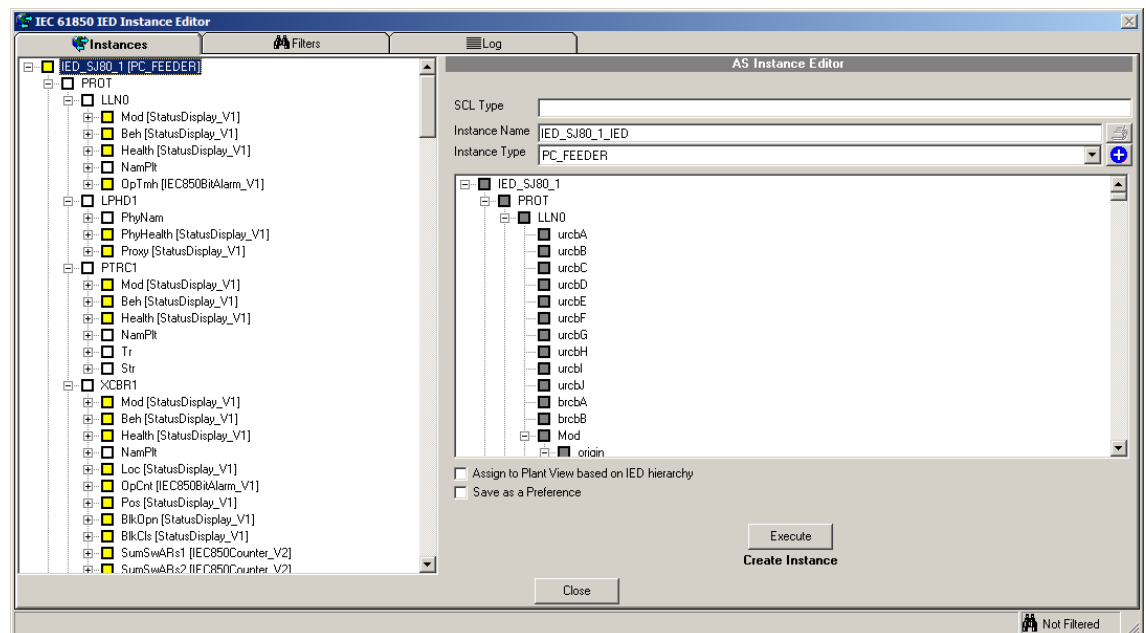 IEC 61850 IED Instance Editor
Instances
Filters
Log
IED_SJ80_1 [PC_FEEDER]
PROT
LLN0
Mod [StatusDisplay_V1]
Beh [StatusDisplay_V1]
Health [StatusDisplay_V1]
NamPlt
OpTmh [IEC850BitAlarm_V1]
LPHD1
PhyNam
PhyHealth [StatusDisplay_V1]
Proxy [StatusDisplay_V1]
PTRC1
Mod [StatusDisplay_V1]
Beh [StatusDisplay_V1]
Health [StatusDisplay_V1]
NamPlt
Tr
Str
XCBR1
Mod [StatusDisplay_V1]
Beh [StatusDisplay_V1]
Health [StatusDisplay_V1]
NamPlt
Loc [StatusDisplay_V1]
OpCnt [IEC850BitAlarm_V1]
Pos [StatusDisplay_V1]
BlkOpn [StatusDisplay_V1]
BlkCls [StatusDisplay_V1]
SumSwARs1 [IEC850Counter_V2]
SumSwARs2 [IEC850Counter_V2]
AS Instance Editor
SCL Type
Instance Name IED_SJ80_1_IED
Instance Type PC_FEEDER
IED_SJ80_1
PROT
LLN0
urcbA
urcbB
urcbC
urcbD
urcbE
urcbF
urcbG
urcbH
urcbI
urcbJ
brcbA
brcbB
Mod
origin
Assign to Plant View based on IED hierarchy
Save as a Preference
Execute
Create Instance
Close
Not Filtered